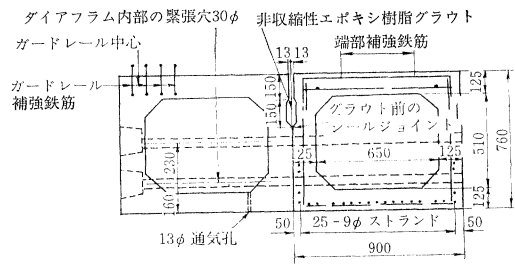 ダイアフラム内部の緊張穴30φ
非収縮性エポキシ樹脂グラウト
ガードレール中心
13 13
端部補強鉄筋
ガードレール
補強鉄筋
150
150
125
グラウト前の
シールジョイント
510
760
125
650
125
230
160
125
13φ 通気孔
50
25-9φ ストランド
50
900